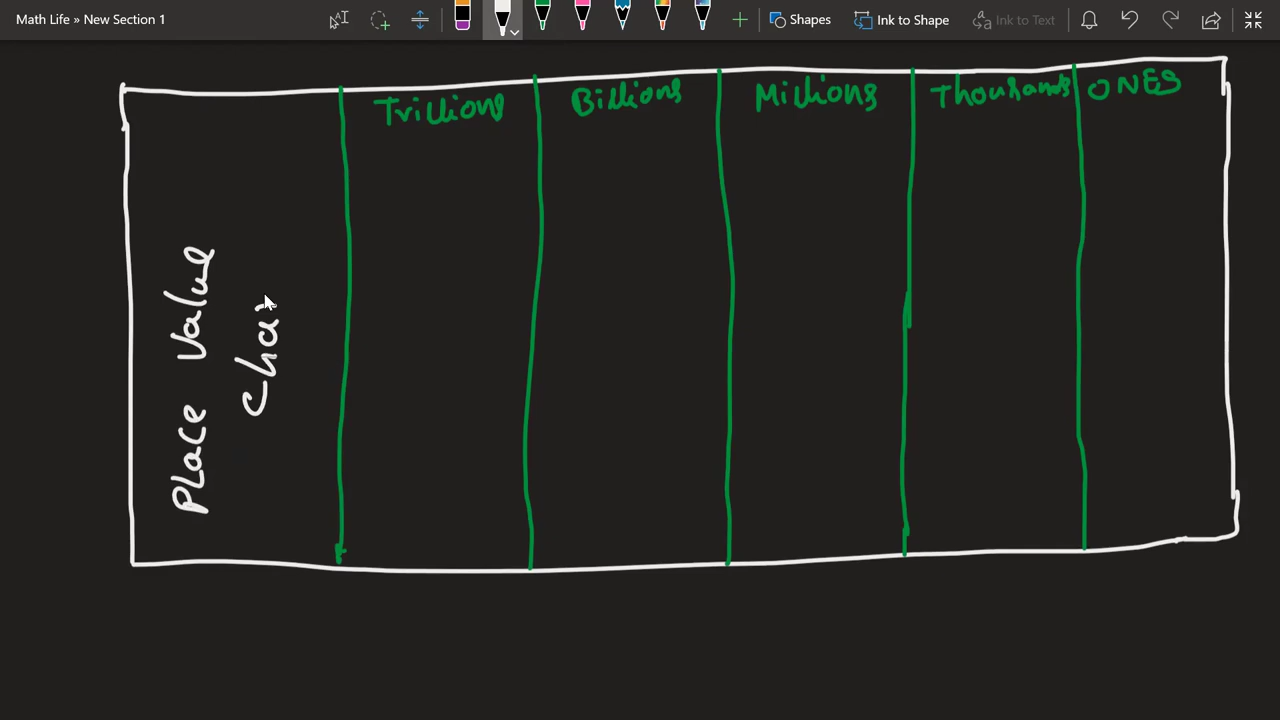 Math Life » New Section 1
Shapes
Ink to Shape
Ink to Text
Trillions
Billions
Millions
Thousands
ONES
Place Value